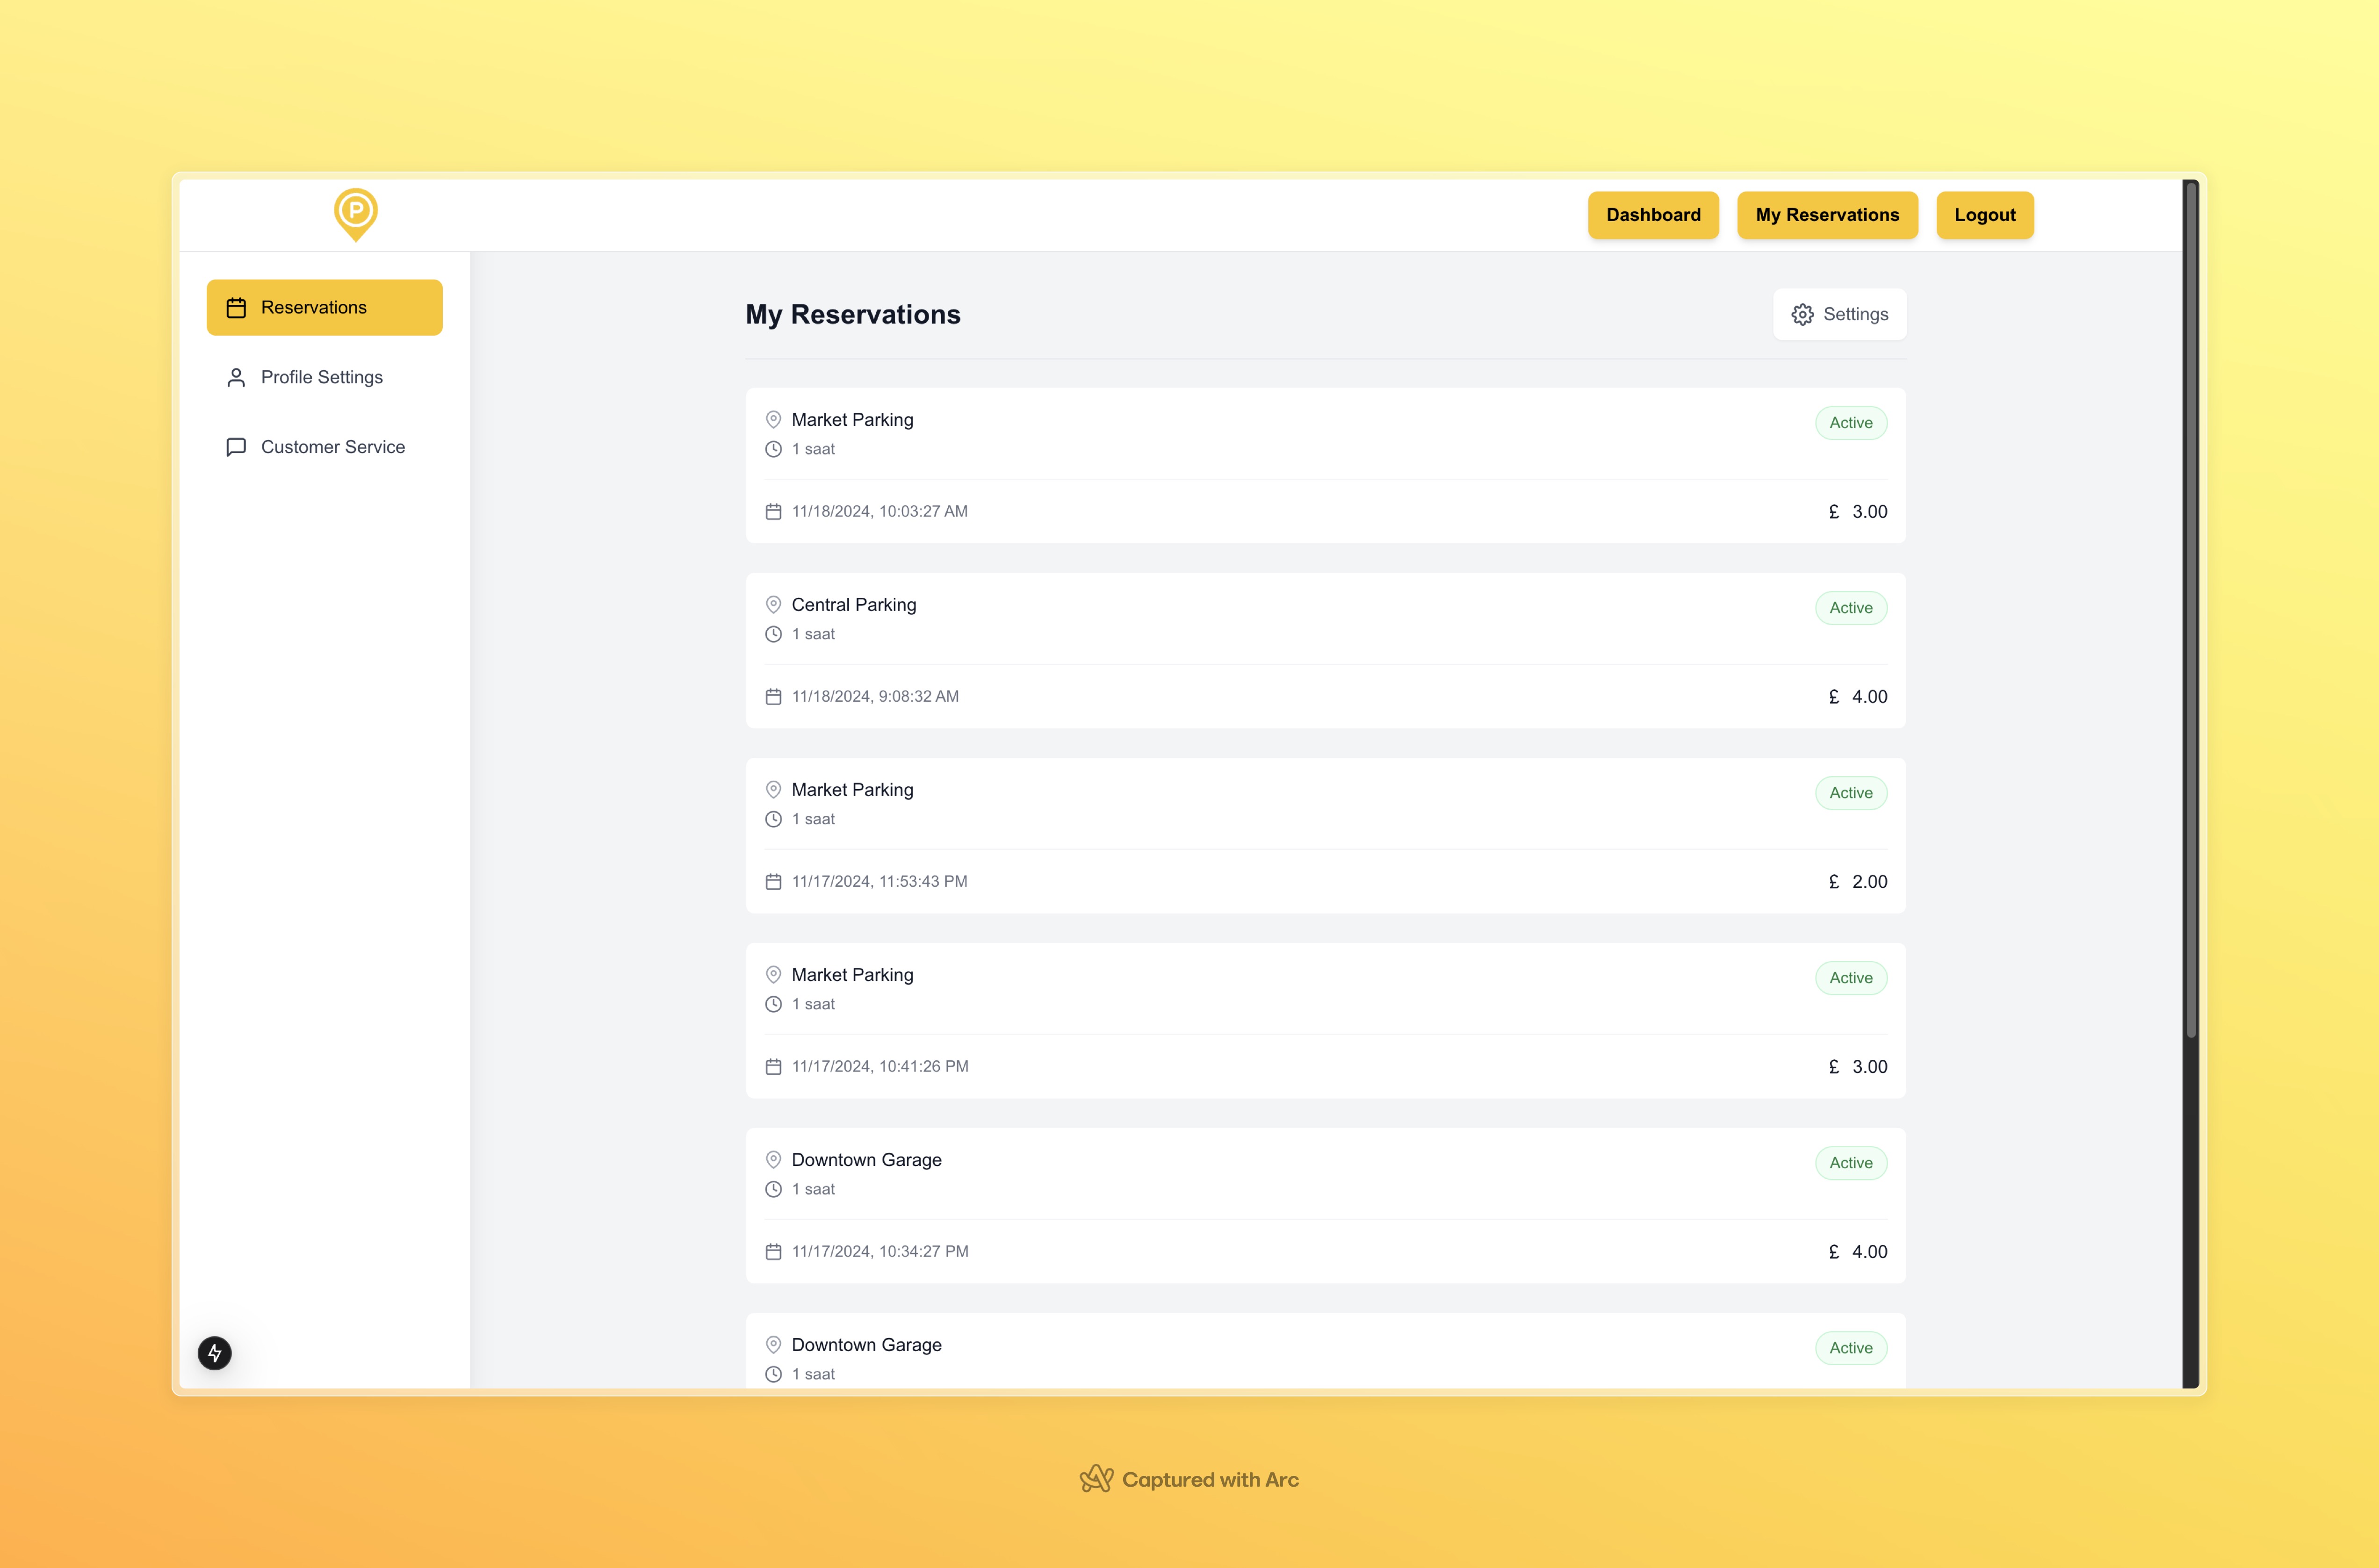 P
Dashboard
My Reservations
Logout
Reservations
Profile Settings
Customer Service
My Reservations
Settings
Market Parking
Active
1 saat
11/18/2024, 10:03:27 AM
£ 3.00
Central Parking
Active
1 saat
11/18/2024, 9:08:32 AM
£ 4.00
Market Parking
Active
1 saat
11/17/2024, 11:53:43 PM
£ 2.00
Market Parking
Active
1 saat
11/17/2024, 10:41:26 PM
£ 3.00
Downtown Garage
Active
1 saat
11/17/2024, 10:34:27 PM
£ 4.00
Downtown Garage
Active
1 saat
Captured with Arc